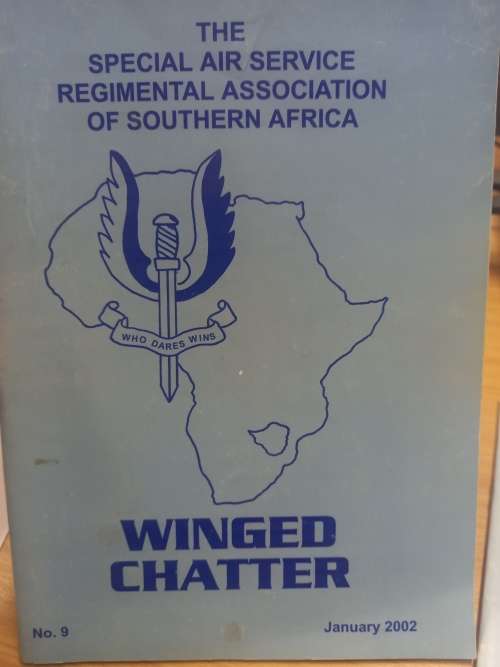 THE
SPECIAL AIR SERVICE
REGIMENTAL ASSOCIATION
OF SOUTHERN AFRICA
WHO DARES WINS
WINGED
CHATTER
No. 9
January 2002